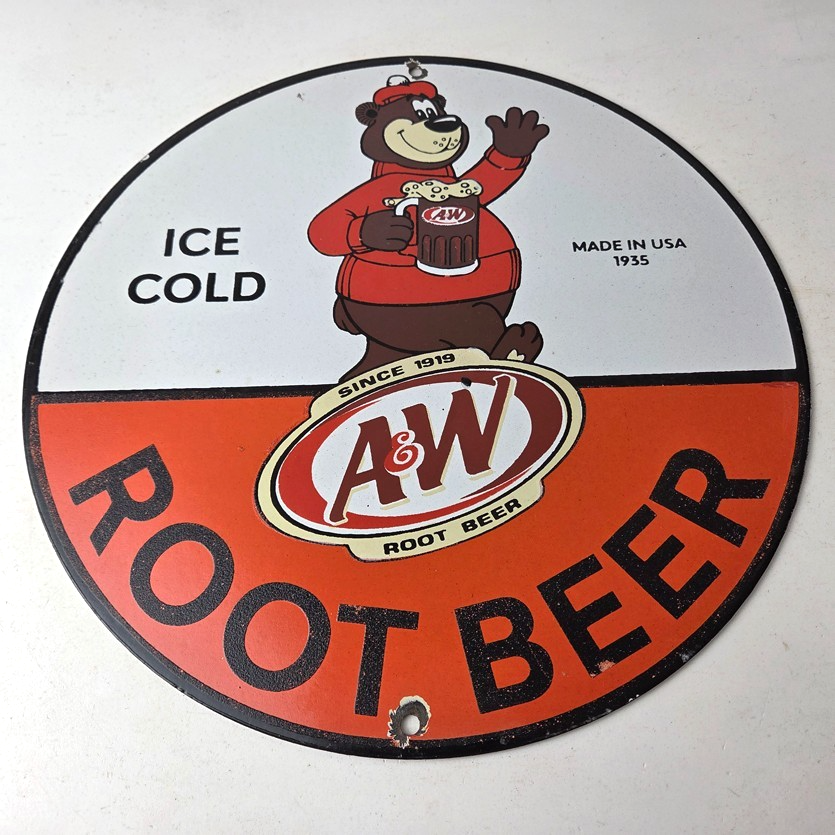 ICE
COLD
A&W
MADE IN USA
1935
SINCE 1919
A&W
ROOT BEER
ROOT BEER